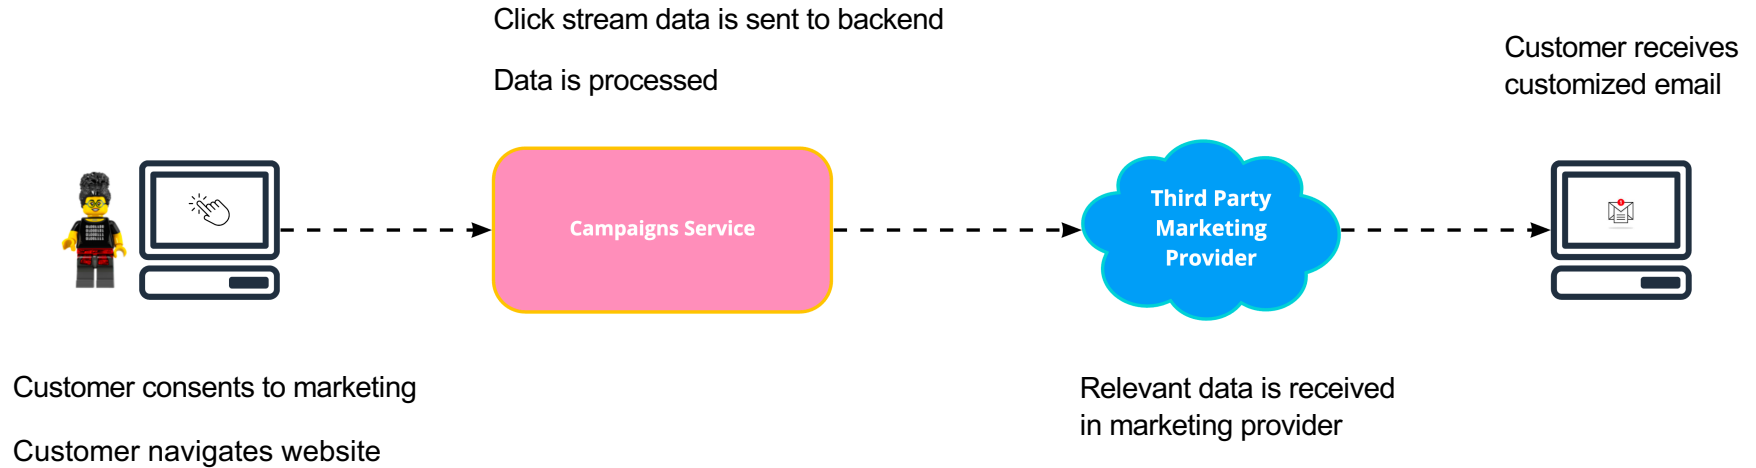 Click stream data is sent to backend
Data is processed
Customer receives
customized email
Campaigns Service
Third Party
Marketing
Provider
Customer consents to marketing
Customer navigates website
Relevant data is received
in marketing provider